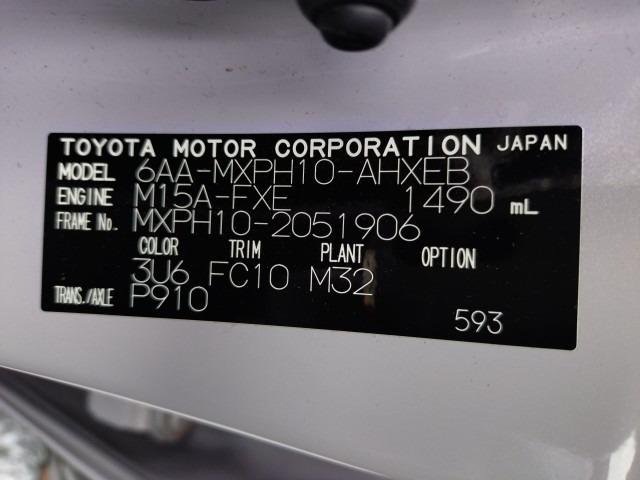 TOYOTA MOTOR CORPORATION JAPAN
MODEL 6AA-MXPH10-AHXEB
ENGINE M15A-FXE 1490 mL
FRAME No. MXPH10-2051906
COLOR TRIM PLANT OPTION
3U6 FC10 M32
TRANS./AXLE P910
593